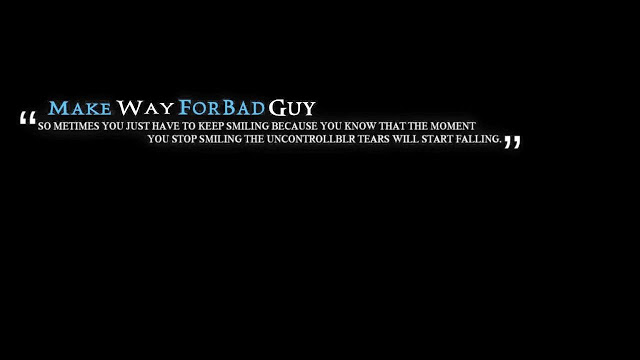 MAKE WAY FORBAD GUY
“SO METIMES YOU JUST HAVE TO KEEP SMILING BECAUSE YOU KNOW THAT THE MOMENT
YOU STOP SMILING THE UNCONTROLLBLR TEARS WILL START FALLING.”